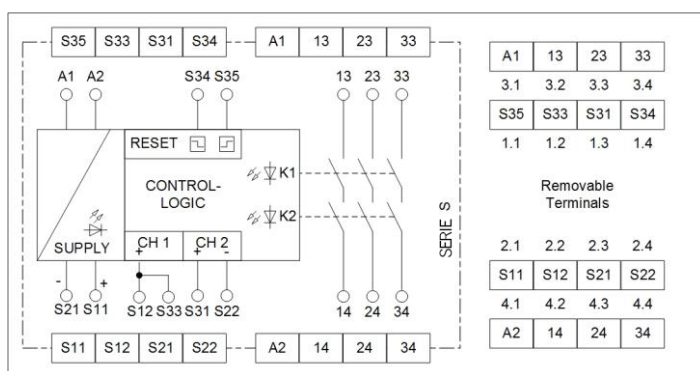 S35 S33 S31 S34 A1 13 23 33
A1 A2 S34 S35 13 23 33
RESET
K1
CONTROL-
LOGIC
K2
SUPPLY
CH 1 CH 2
+ + -
- +
S21 S11 S12 S33 S31 S22 14 24 34
S11 S12 S21 S22 A2 14 24 34
SERIE S
A1 13 23 33
3.1 3.2 3.3 3.4
S35 S33 S31 S34
1.1 1.2 1.3 1.4
Removable
Terminals
2.1 2.2 2.3 2.4
S11 S12 S21 S22
4.1 4.2 4.3 4.4
A2 14 24 34